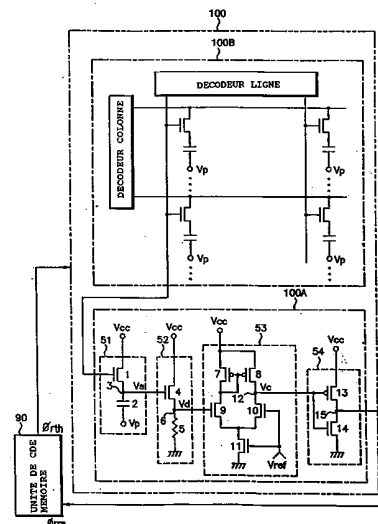 100
100B
DECODEUR LIGNE
DECODEUR COLONNE
Vp
Vp
Vp
Vp
100A
Vcc
51
1
3
Vsl
2
Vp
Vcc
52
4
Vd
6
5
53
Vcc
7
8
12
Vc
9
10
11
Vref
54
Vcc
13
15
14
90
Ørth
UNITE DE CDE
MEMOIRE